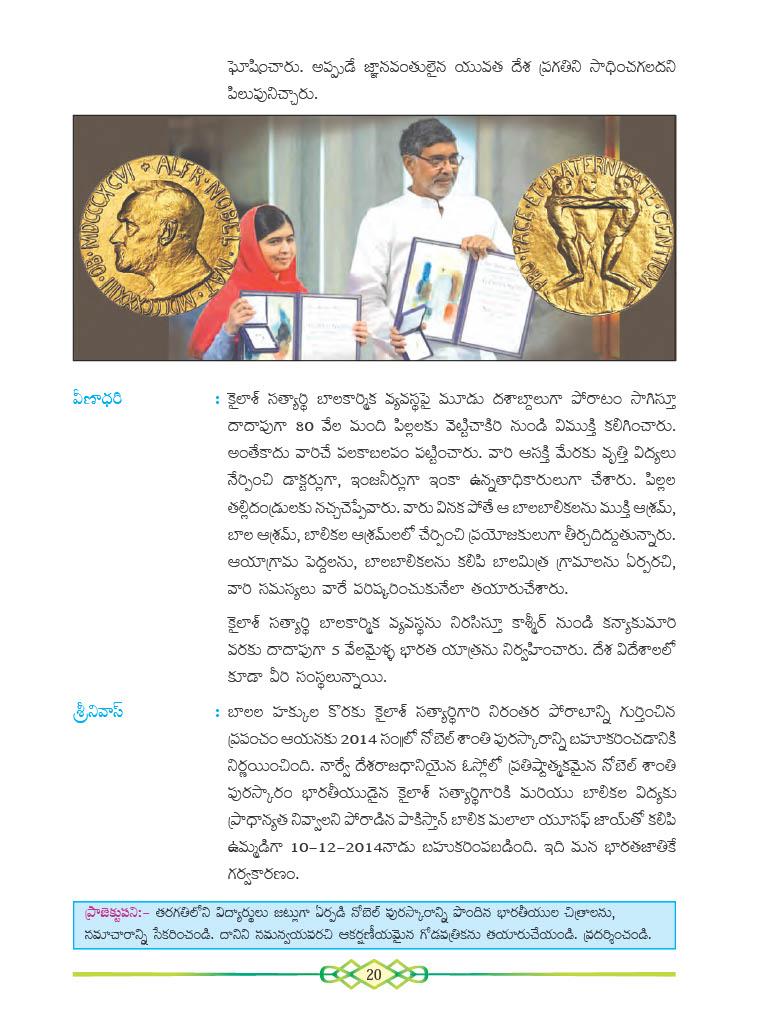 ఘోషించారు. అప్పుడే జ్ఞానవంతులైన యువత దేశ ప్రగతిని సాధించగలదని
పిలుపునిచ్చారు.
ALFR· NOBEL · NAT· MDCCCXXXIII OB· MDCCCXCVI
PRO PACE ET FRATERNITATE GENTIUM
వీణాధరి : కైలాశ్ సత్యార్థి బాలకార్మిక వ్యవస్థపై మూడు దశాబ్దాలుగా పోరాటం సాగిస్తూ
దాదాపుగా 80 వేల మంది పిల్లలకు వెట్టిచాకిరి నుండి విముక్తి కలిగించారు.
అంతేకాదు వారిచే పలకాబలపం పట్టించారు. వారి ఆసక్తి మేరకు వృత్తి విద్యలు
నేర్పించి డాక్టర్లుగా, ఇంజనీర్లుగా ఇంకా ఉన్నతాధికారులుగా చేశారు. పిల్లల
తల్లిదండ్రులకు నచ్చచెప్పేవారు. వారు వినక పోతే ఆ బాలబాలికలను ముక్తి ఆశ్రమ్,
బాల ఆశ్రమ్, బాలికల ఆశ్రమ్‌లలో చేర్పించి ప్రయోజకులుగా తీర్చిదిద్దుతున్నారు.
ఆయాగ్రామ పెద్దలను, బాలబాలికలను కలిపి బాలమిత్ర గ్రామాలను ఏర్పరచి,
వారి సమస్యలు వారే పరిష్కరించుకునేలా తయారుచేశారు.
కైలాశ్ సత్యార్థి బాలకార్మిక వ్యవస్థను నిరసిస్తూ కాశ్మీర్ నుండి కన్యాకుమారి
వరకు దాదాపుగా 5 వేలమైళ్ళ భారత యాత్రను నిర్వహించారు. దేశ విదేశాలలో
కూడా వీరి సంస్థలున్నాయి.
శ్రీనివాస్ : బాలల హక్కుల కొరకు కైలాశ్ సత్యార్థిగారి నిరంతర పోరాటాన్ని గుర్తించిన
ప్రపంచం ఆయనకు 2014 సం॥లో నోబెల్ శాంతి పురస్కారాన్ని బహూకరించడానికి
నిర్ణయించింది. నార్వే దేశరాజధానియైన ఓస్లోలో ప్రతిష్ఠాత్మకమైన నోబెల్ శాంతి
పురస్కారం భారతీయుడైన కైలాశ్ సత్యార్థిగారికి మరియు బాలికల విద్యకు
ప్రాధాన్యత నివ్వాలని పోరాడిన పాకిస్తాన్ బాలిక మలాలా యూసఫ్ జాయ్‌తో కలిపి
ఉమ్మడిగా 10–12–2014నాడు బహుకరింపబడింది. ఇది మన భారతజాతికే
గర్వకారణం.
ప్రాజెక్టుపని:– తరగతిలోని విద్యార్థులు జట్లుగా ఏర్పడి నోబెల్ పురస్కారాన్ని పొందిన భారతీయుల చిత్రాలను,
సమాచారాన్ని సేకరించండి. దానిని సమన్వయపరచి ఆకర్షణీయమైన గోడపత్రికను తయారుచేయండి. ప్రదర్శించండి.
20